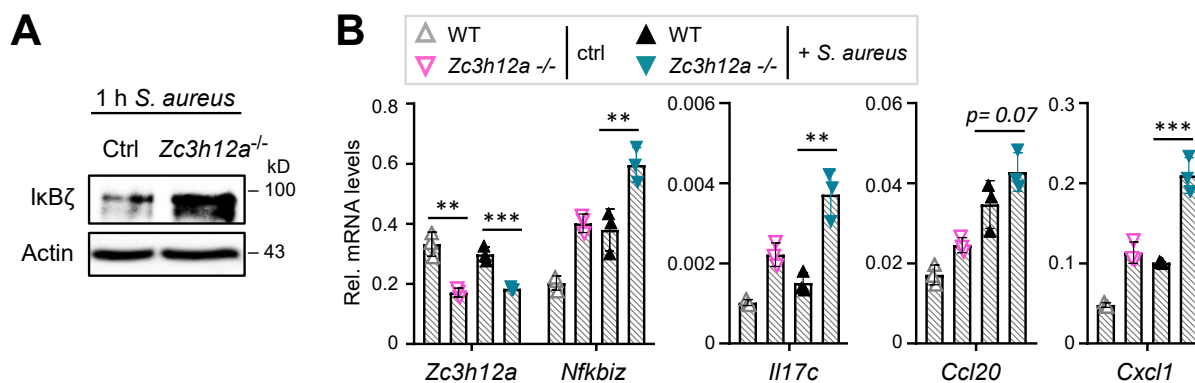 A
1 h S. aureus
Ctrl Zc3h12a-/-
kD
IκBζ
100
Actin
43
B
WT
Zc3h12a -/-
ctrl
WT
Zc3h12a -/-
+ S. aureus
Rel. mRNA levels
0.8
0.6
0.4
0.2
0
**
***
**
Zc3h12a Nfkbiz
0.006
0.004
0.002
0
**
Il17c
0.06
0.04
0.02
0
p= 0.07
Ccl20
0.3
0.2
0.1
0
***
Cxcl1